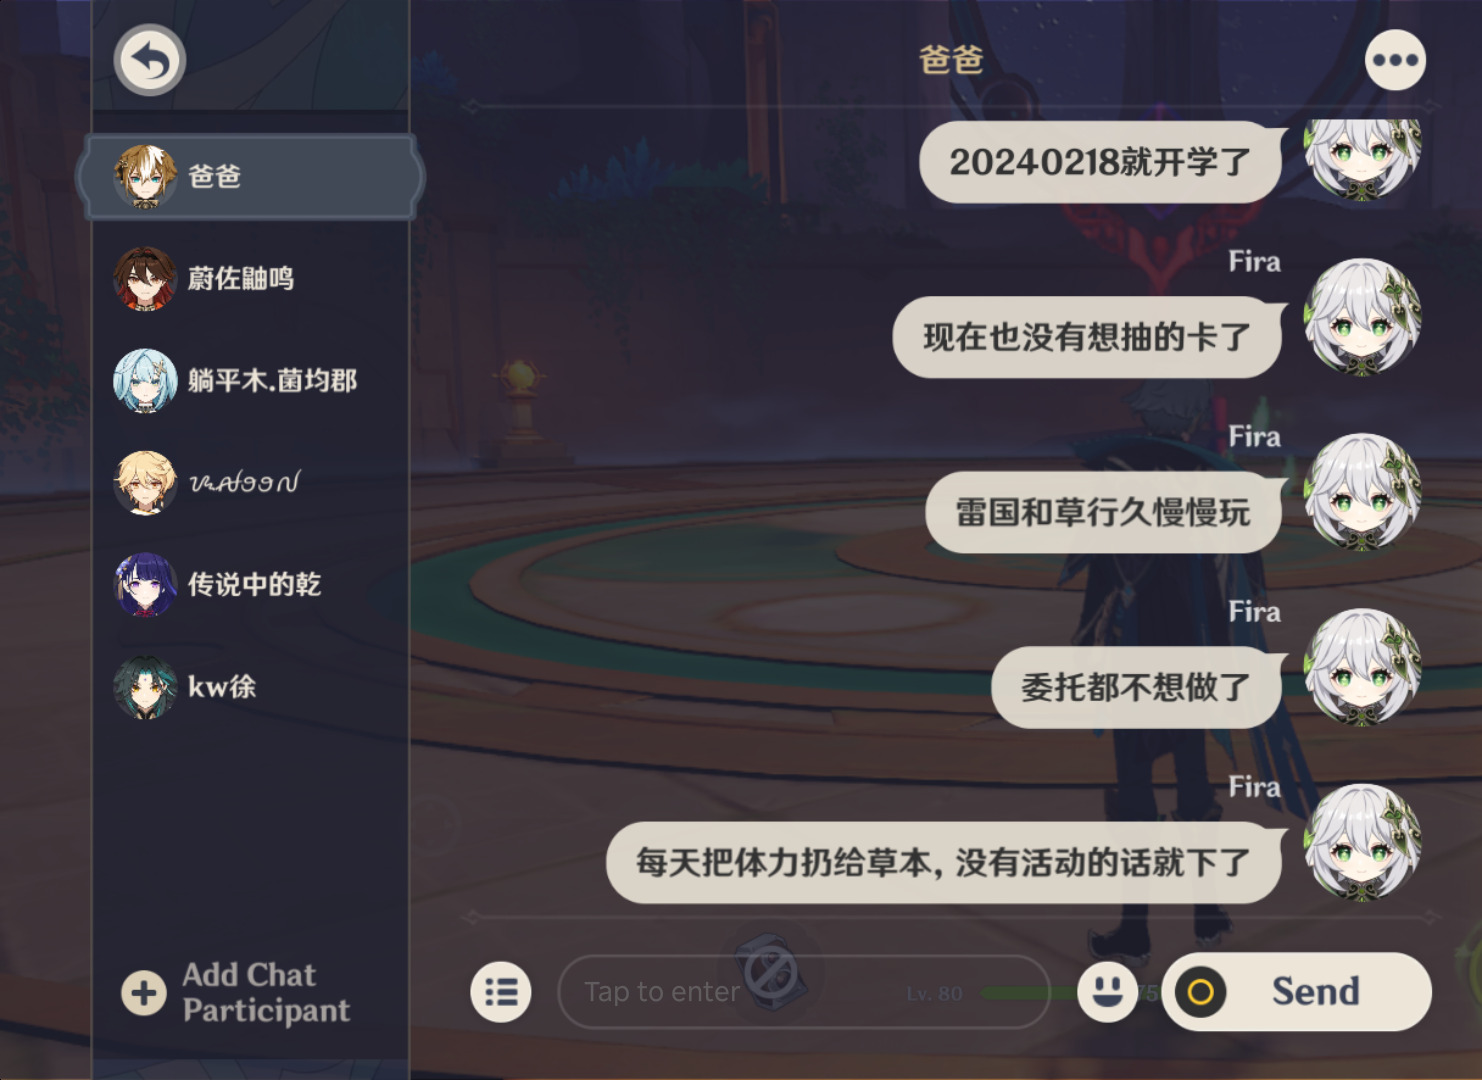 爸爸
蔚佐鼬鸣
躺平木.菌均郡
传说中的乾
kw徐
Add Chat
Participant
爸爸
20240218就开学了
Fira
现在也没有想抽的卡了
Fira
雷国和草行久慢慢玩
Fira
委托都不想做了
Fira
每天把体力扔给草本，没有活动的话就下了
Tap to enter
Lv. 80
75
Send